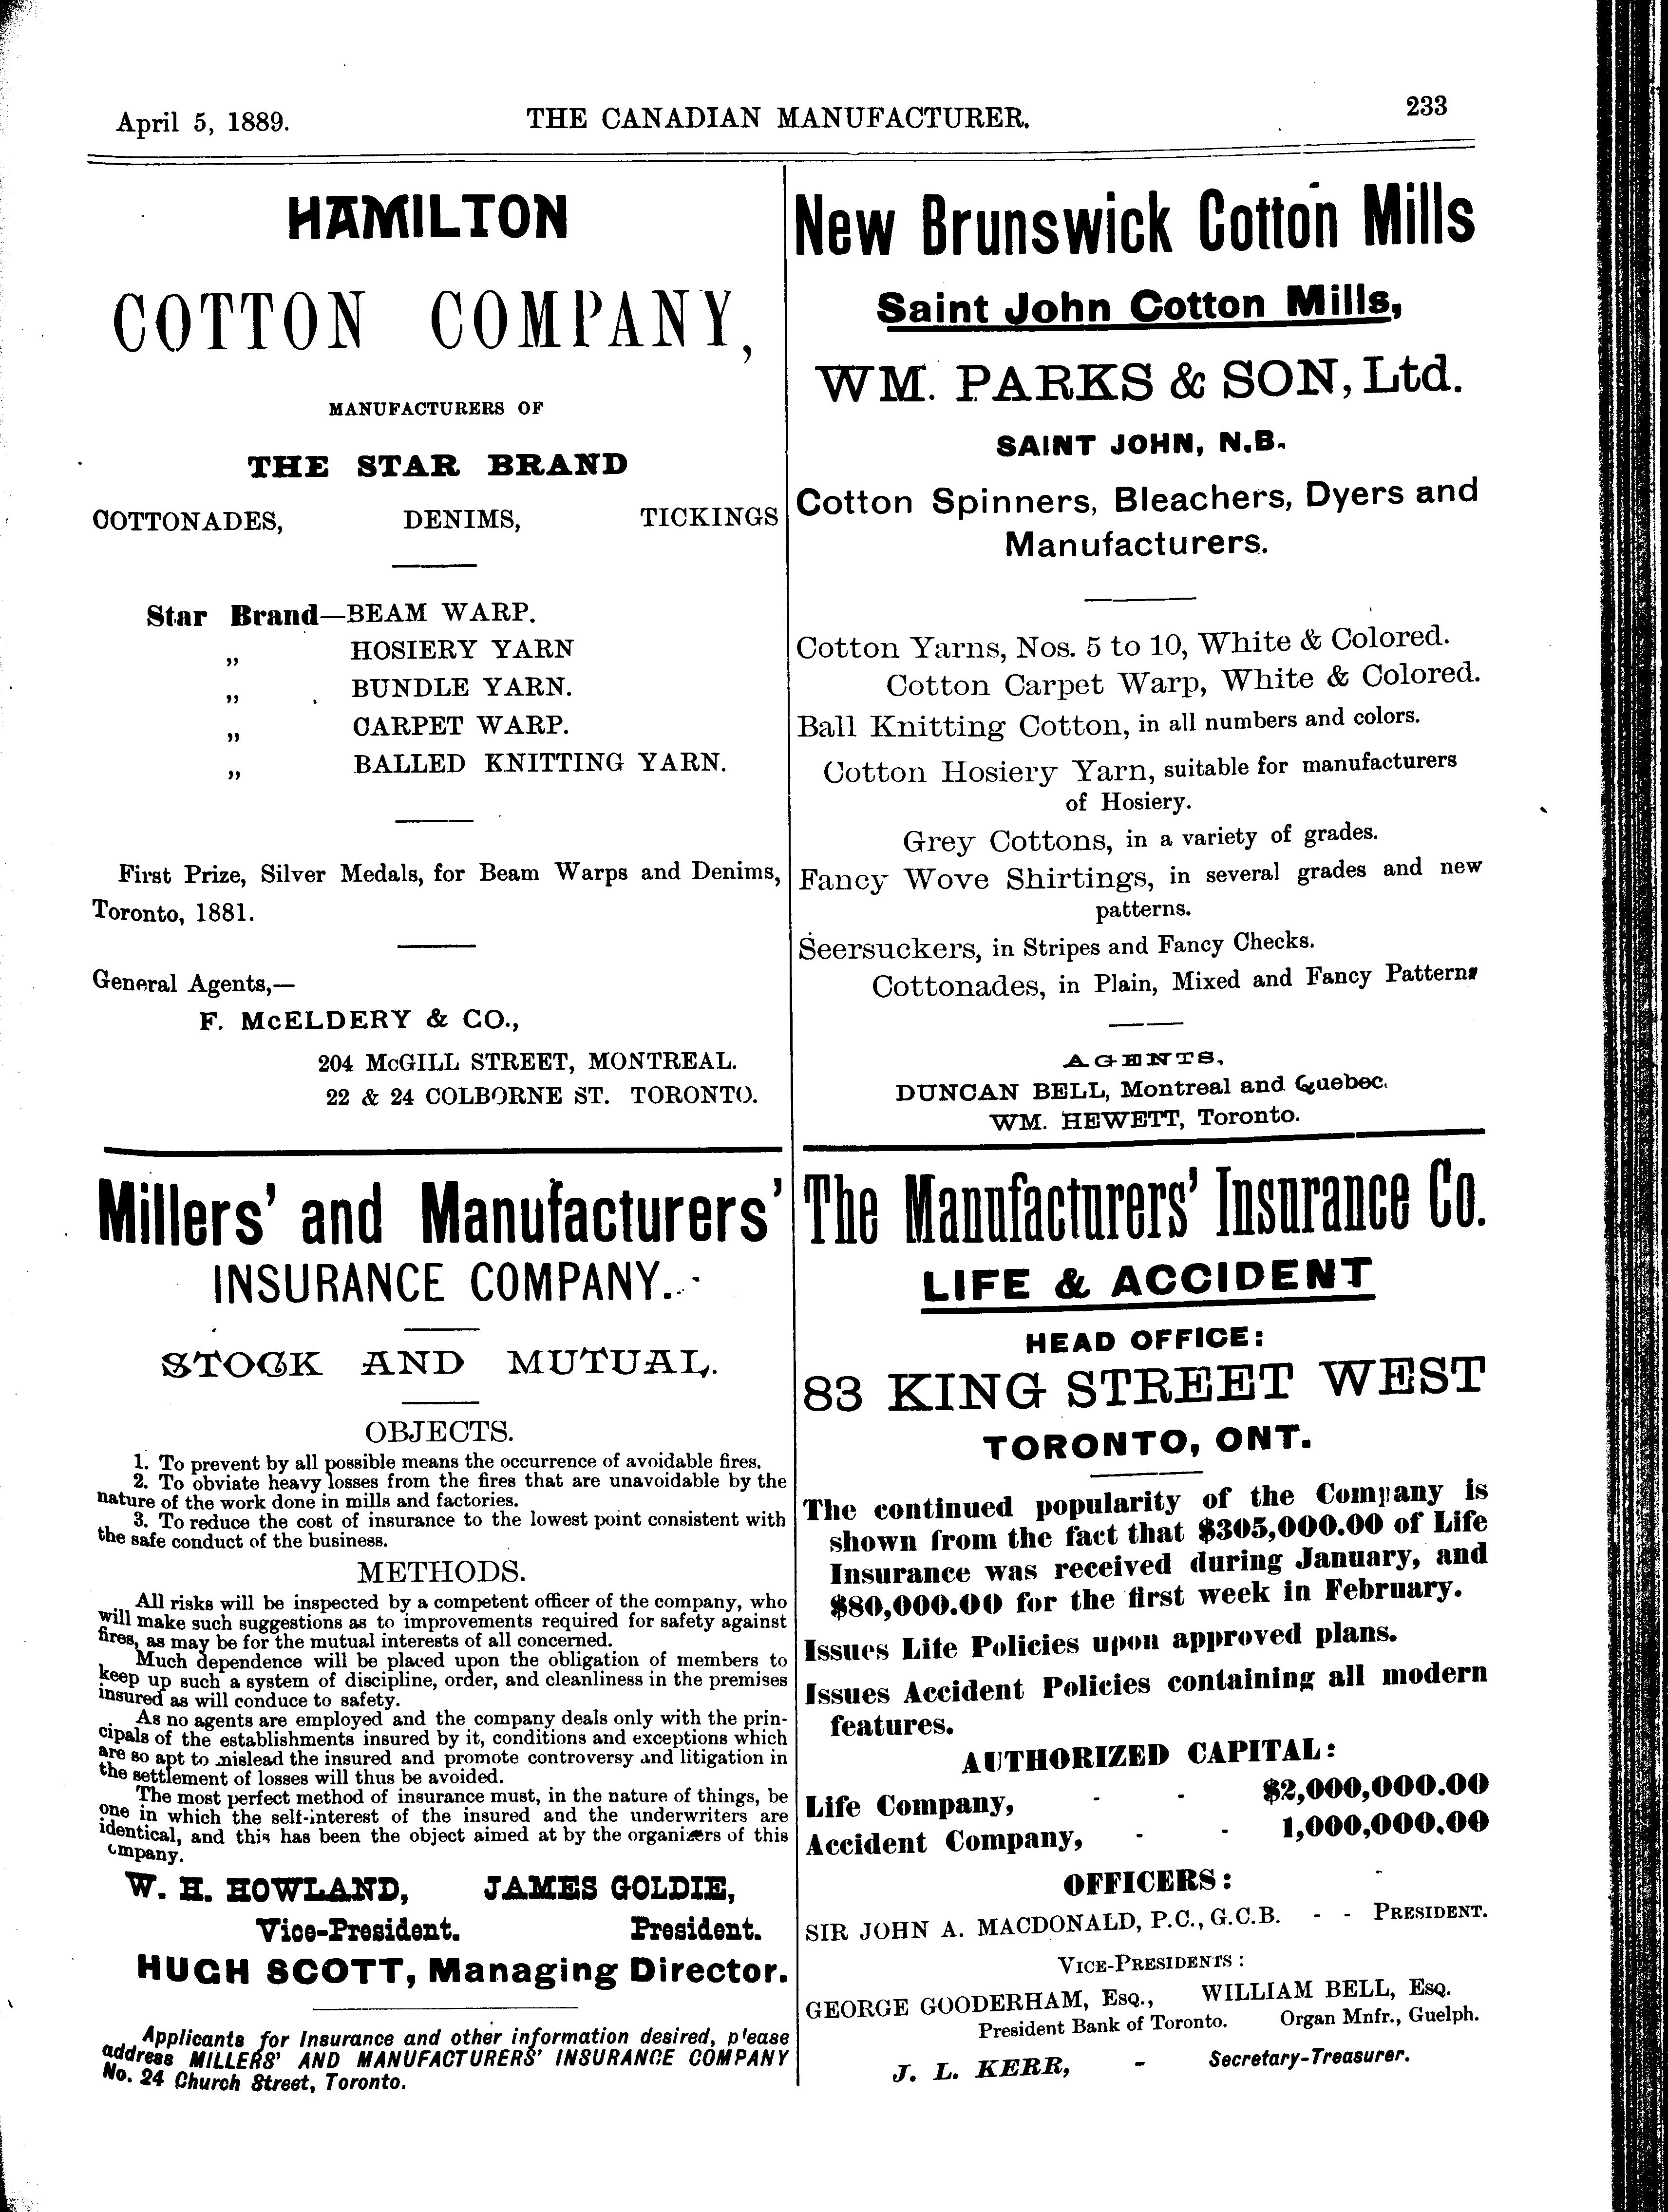 April 5, 1889.
THE CANADIAN MANUFACTURER.
233
HAMILTON
COTTON COMPANY,
MANUFACTURERS OF
THE STAR BRAND
COTTONADES, DENIMS, TICKINGS
Star Brand—BEAM WARP.
„ HOSIERY YARN
„ BUNDLE YARN.
„ CARPET WARP.
„ BALLED KNITTING YARN.
First Prize, Silver Medals, for Beam Warps and Denims,
Toronto, 1881.
General Agents,—
F. McELDERY & CO.,
204 McGILL STREET, MONTREAL.
22 & 24 COLBORNE ST. TORONTO.
New Brunswick Cotton Mills
Saint John Cotton Mills,
WM. PARKS & SON, Ltd.
SAINT JOHN, N.B.
Cotton Spinners, Bleachers, Dyers and
Manufacturers.
Cotton Yarns, Nos. 5 to 10, White & Colored.
Cotton Carpet Warp, White & Colored.
Ball Knitting Cotton, in all numbers and colors.
Cotton Hosiery Yarn, suitable for manufacturers
of Hosiery.
Grey Cottons, in a variety of grades.
Fancy Wove Shirtings, in several grades and new
patterns.
Seersuckers, in Stripes and Fancy Checks.
Cottonades, in Plain, Mixed and Fancy Patterns
AGENTS,
DUNCAN BELL, Montreal and Quebec.
WM. HEWETT, Toronto.
Millers' and Manufacturers'
INSURANCE COMPANY.
STOCK AND MUTUAL.
OBJECTS.
1. To prevent by all possible means the occurrence of avoidable fires.
2. To obviate heavy losses from the fires that are unavoidable by the
nature of the work done in mills and factories.
3. To reduce the cost of insurance to the lowest point consistent with
the safe conduct of the business.
METHODS.
All risks will be inspected by a competent officer of the company, who
will make such suggestions as to improvements required for safety against
fires, as may be for the mutual interests of all concerned.
Much dependence will be placed upon the obligation of members to
keep up such a system of discipline, order, and cleanliness in the premises
insured as will conduce to safety.
As no agents are employed and the company deals only with the prin-
cipals of the establishments insured by it, conditions and exceptions which
are so apt to mislead the insured and promote controversy and litigation in
the settlement of losses will thus be avoided.
The most perfect method of insurance must, in the nature of things, be
one in which the self-interest of the insured and the underwriters are
identical, and this has been the object aimed at by the organizers of this
company.
W. H. HOWLAND, JAMES GOLDIE,
Vice-President. President.
HUGH SCOTT, Managing Director.
Applicants for Insurance and other information desired, please
address MILLERS' AND MANUFACTURERS' INSURANCE COMPANY
No. 24 Church Street, Toronto.
The Manufacturers' Insurance Co.
LIFE & ACCIDENT
HEAD OFFICE:
83 KING STREET WEST
TORONTO, ONT.
The continued popularity of the Company is
shown from the fact that $305,000.00 of Life
Insurance was received during January, and
$80,000.00 for the first week in February.
Issues Life Policies upon approved plans.
Issues Accident Policies containing all modern
features.
AUTHORIZED CAPITAL:
Life Company, - - $2,000,000.00
Accident Company, - - 1,000,000.00
OFFICERS:
SIR JOHN A. MACDONALD, P.C., G.C.B. - - PRESIDENT.
VICE-PRESIDENTS:
GEORGE GOODERHAM, ESQ., WILLIAM BELL, ESQ.
President Bank of Toronto. Organ Mnfr., Guelph.
J. L. KERR, - Secretary-Treasurer.